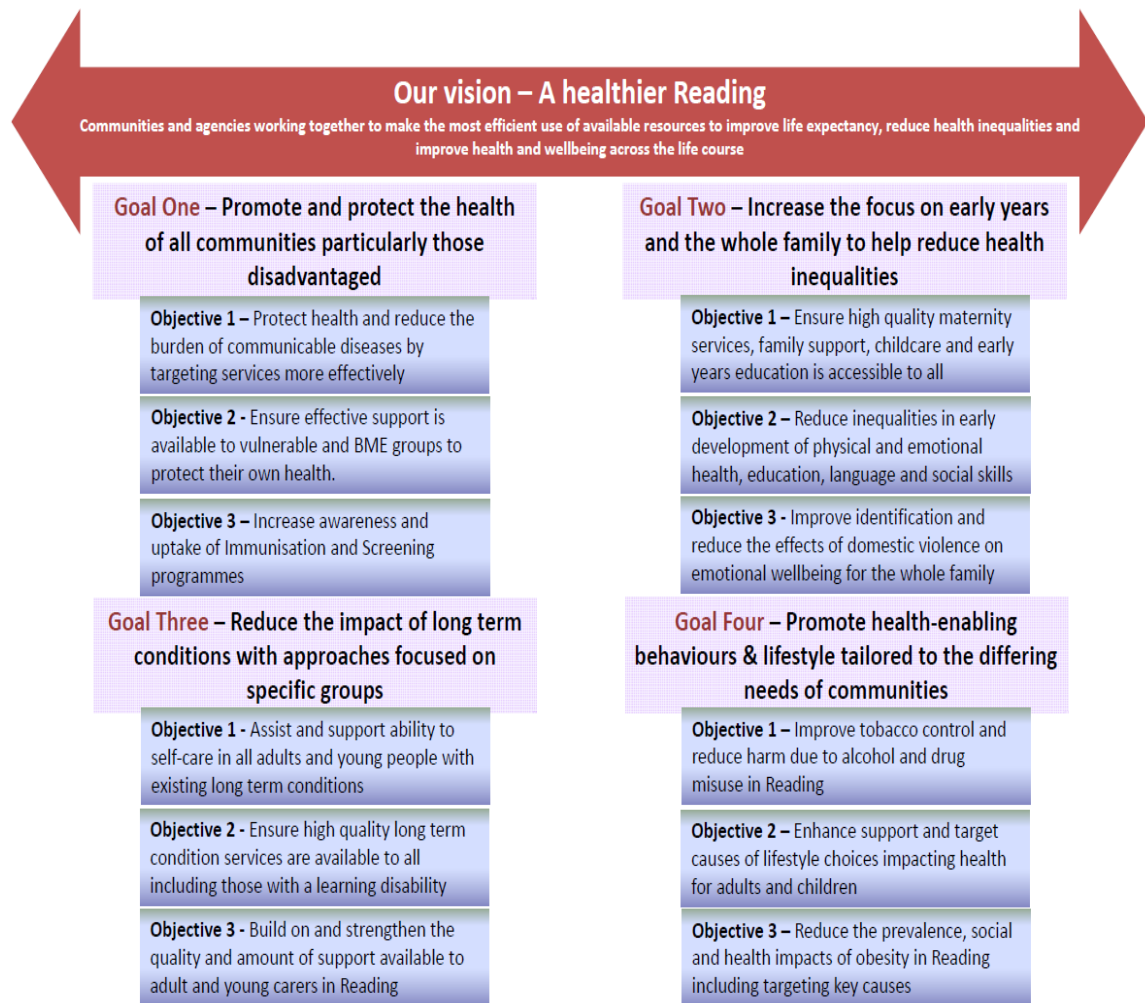 Our vision – A healthier Reading
Communities and agencies working together to make the most efficient use of available resources to improve life expectancy, reduce health inequalities and
improve health and wellbeing across the life course
Goal One – Promote and protect the health
of all communities particularly those
disadvantaged
Objective 1 – Protect health and reduce the
burden of communicable diseases by
targeting services more effectively
Objective 2 - Ensure effective support is
available to vulnerable and BME groups to
protect their own health.
Objective 3 – Increase awareness and
uptake of Immunisation and Screening
programmes
Goal Two – Increase the focus on early years
and the whole family to help reduce health
inequalities
Objective 1 – Ensure high quality maternity
services, family support, childcare and early
years education is accessible to all
Objective 2 – Reduce inequalities in early
development of physical and emotional
health, education, language and social skills
Objective 3 - Improve identification and
reduce the effects of domestic violence on
emotional wellbeing for the whole family
Goal Three – Reduce the impact of long term
conditions with approaches focused on
specific groups
Objective 1 - Assist and support ability to
self-care in all adults and young people with
existing long term conditions
Objective 2 - Ensure high quality long term
condition services are available to all
including those with a learning disability
Objective 3 - Build on and strengthen the
quality and amount of support available to
adult and young carers in Reading
Goal Four – Promote health-enabling
behaviours & lifestyle tailored to the differing
needs of communities
Objective 1 – Improve tobacco control and
reduce harm due to alcohol and drug
misuse in Reading
Objective 2 – Enhance support and target
causes of lifestyle choices impacting health
for adults and children
Objective 3 – Reduce the prevalence, social
and health impacts of obesity in Reading
including targeting key causes